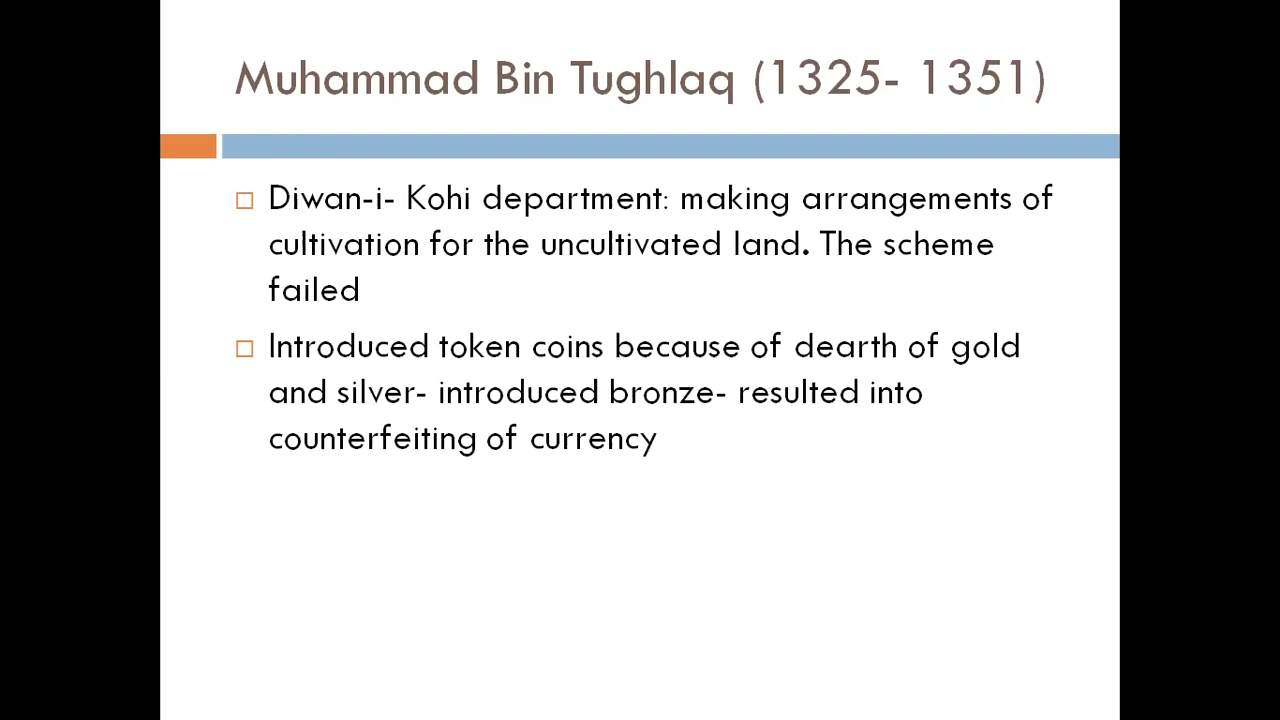 Muhammad Bin Tughlaq (1325- 1351)
Diwan-i- Kohi department: making arrangements of
cultivation for the uncultivated land. The scheme
failed
Introduced token coins because of dearth of gold
and silver- introduced bronze- resulted into
counterfeiting of currency